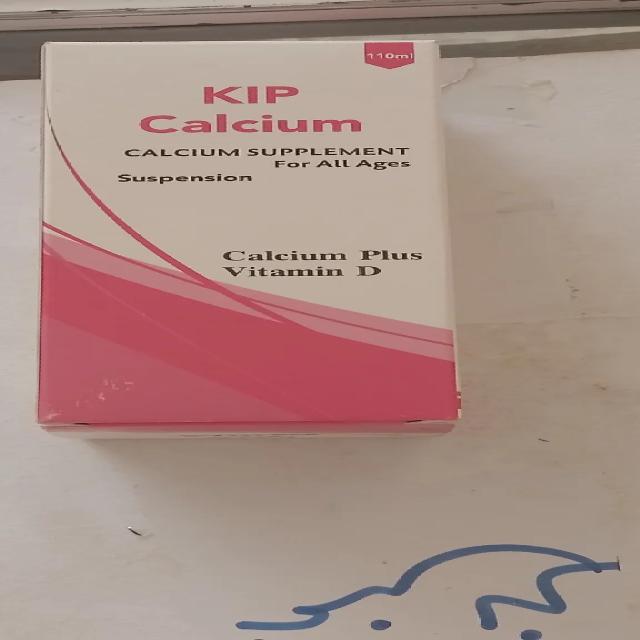 110ml
KIP
Calcium
CALCIUM SUPPLEMENT
For All Ages
Suspension
Calcium Plus
Vitamin D